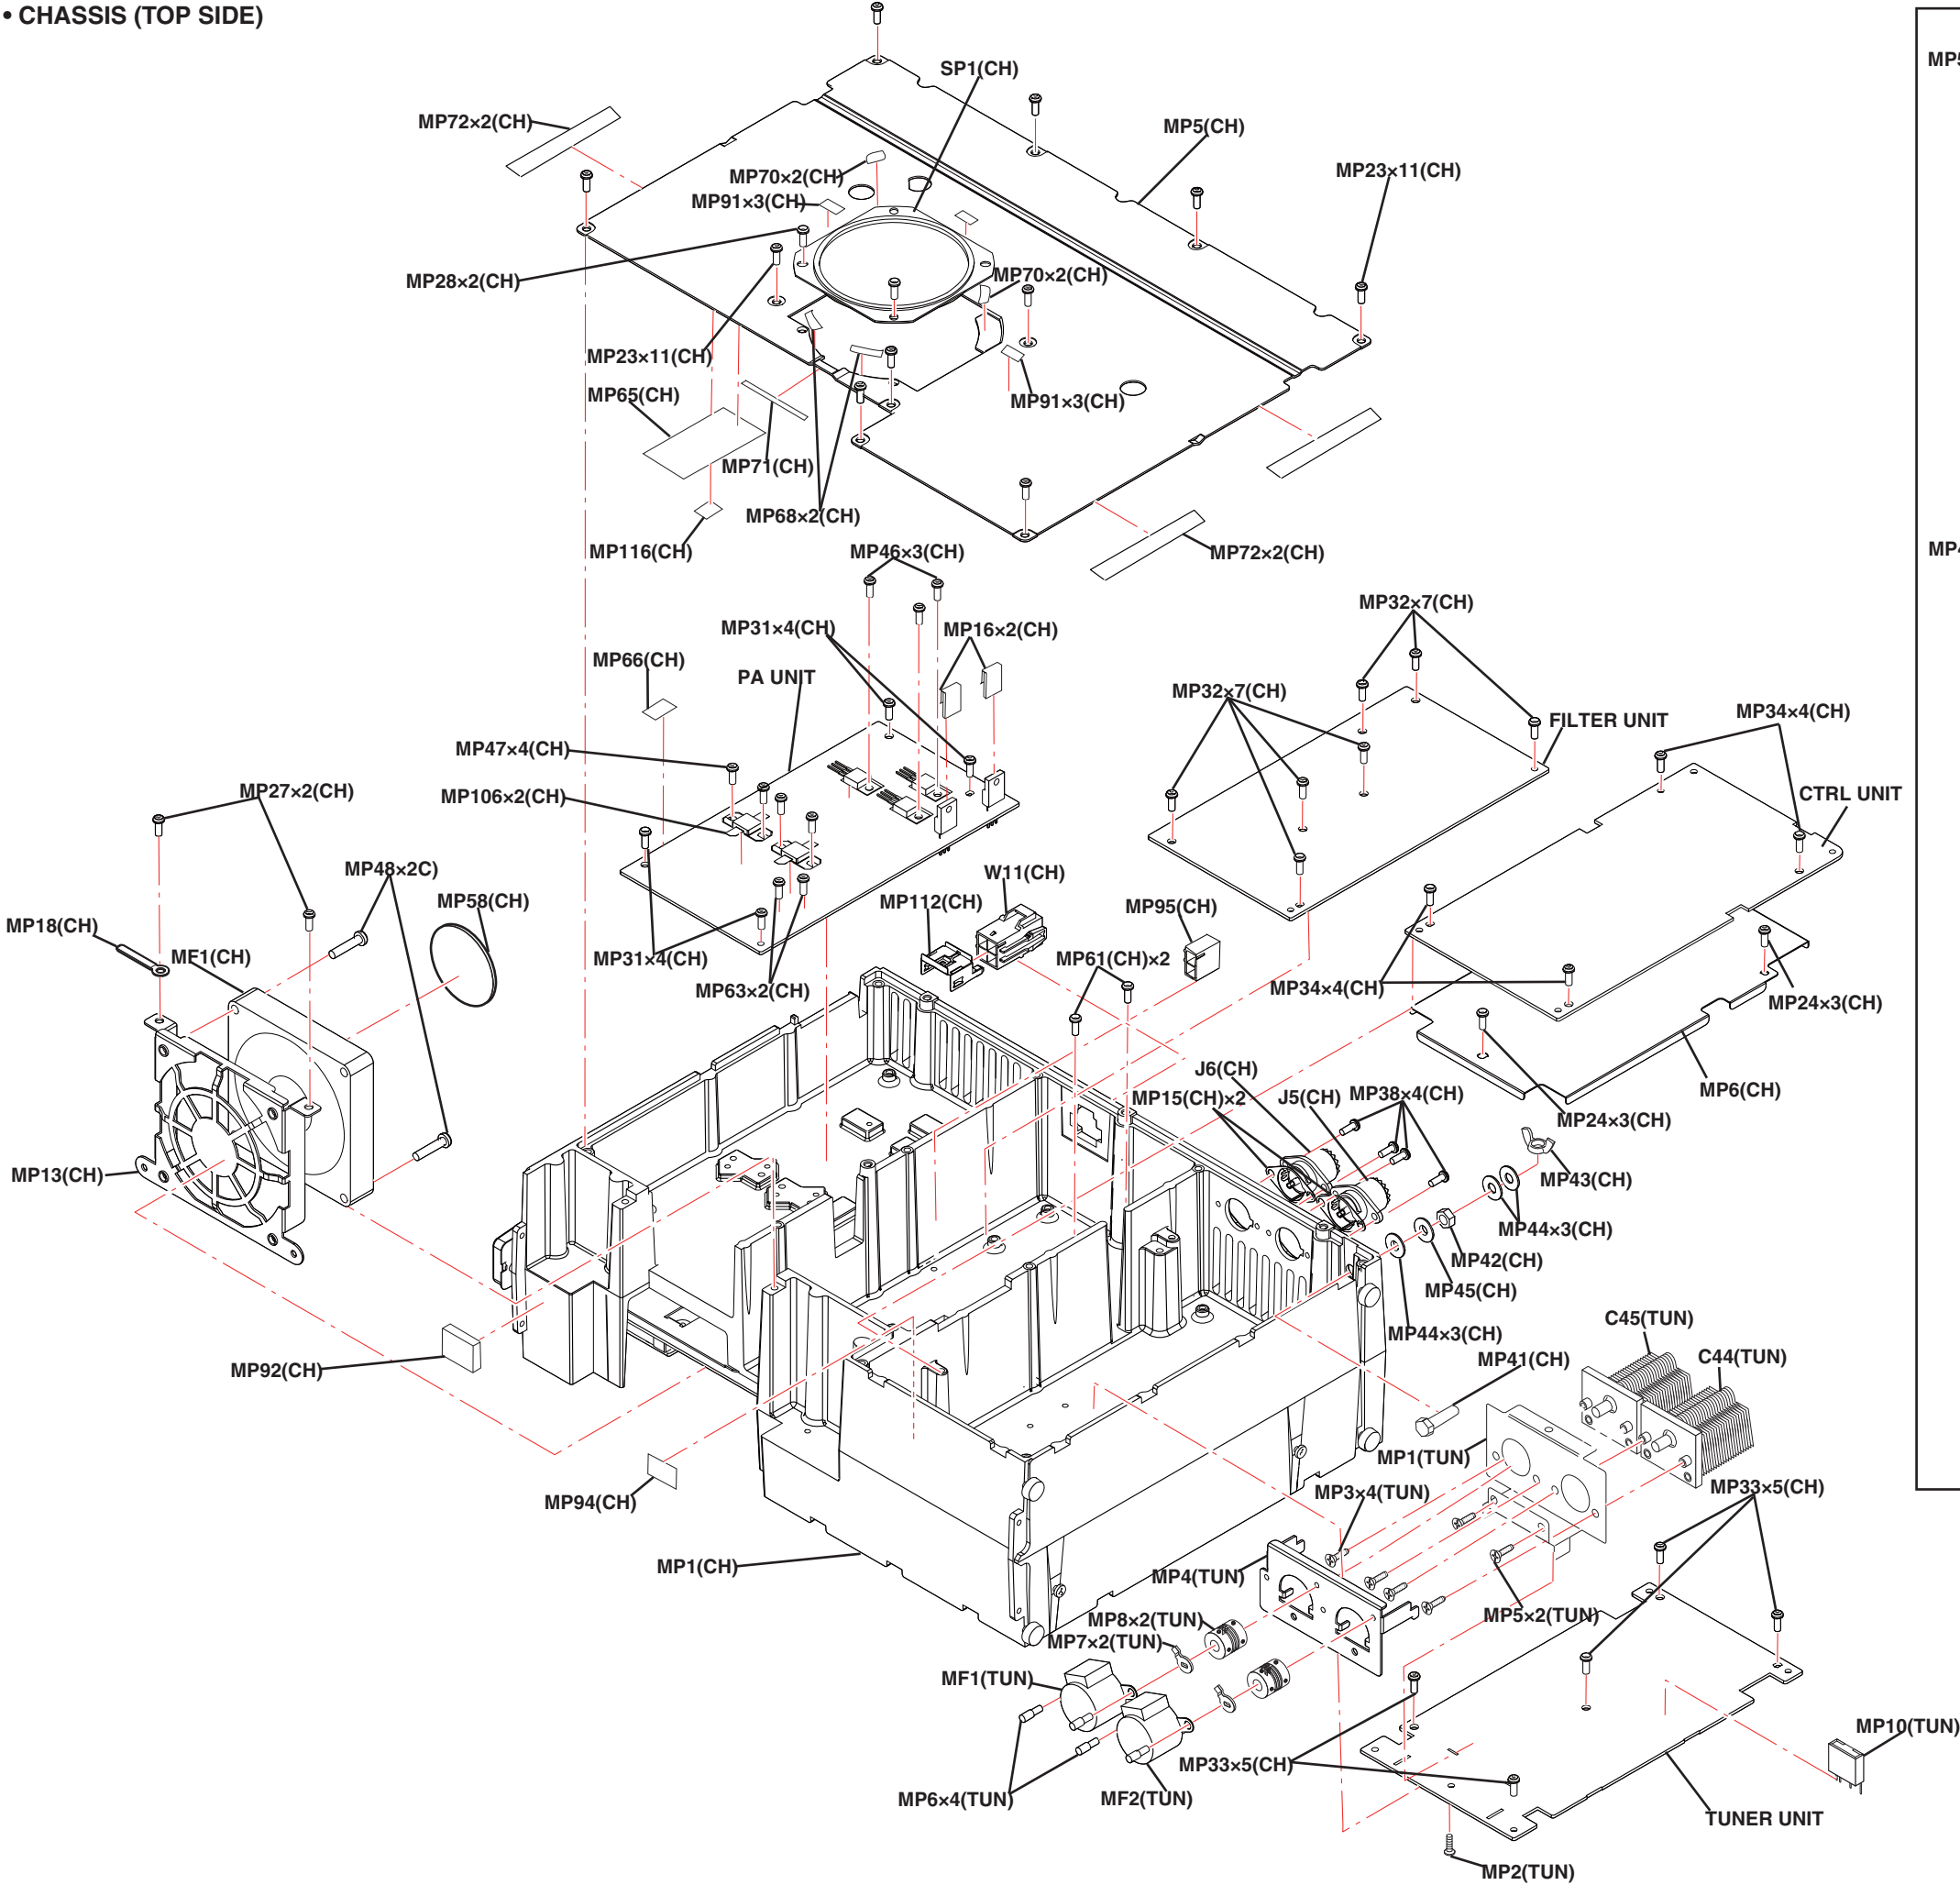 • CHASSIS (TOP SIDE)
SP1(CH)
MP72×2(CH)
MP5(CH)
MP23×11(CH)
MP70×2(CH)
MP91×3(CH)
MP28×2(CH)
MP70×2(CH)
MP23×11(CH)
MP65(CH)
MP91×3(CH)
MP71(CH)
MP68×2(CH)
MP116(CH)
MP46×3(CH)
MP72×2(CH)
MP32×7(CH)
MP31×4(CH)
MP16×2(CH)
MP66(CH)
PA UNIT
MP32×7(CH)
FILTER UNIT
MP34×4(CH)
MP47×4(CH)
MP106×2(CH)
MP27×2(CH)
CTRL UNIT
MP48×2C)
MP58(CH)
W11(CH)
MP112(CH)
MP95(CH)
MP18(CH)
MF1(CH)
MP31×4(CH)
MP61(CH)×2
MP63×2(CH)
MP34×4(CH)
MP24×3(CH)
J6(CH)
MP15(CH)×2
J5(CH)
MP38×4(CH)
MP6(CH)
MP24×3(CH)
MP13(CH)
MP43(CH)
MP44×3(CH)
MP42(CH)
MP45(CH)
MP44×3(CH)
C45(TUN)
MP92(CH)
MP41(CH)
C44(TUN)
MP1(TUN)
MP94(CH)
MP3×4(TUN)
MP33×5(CH)
MP1(CH)
MP4(TUN)
MP5×2(TUN)
MP8×2(TUN)
MP7×2(TUN)
MF1(TUN)
MP10(TUN)
MP33×5(CH)
MP6×4(TUN)
MF2(TUN)
TUNER UNIT
MP2(TUN)